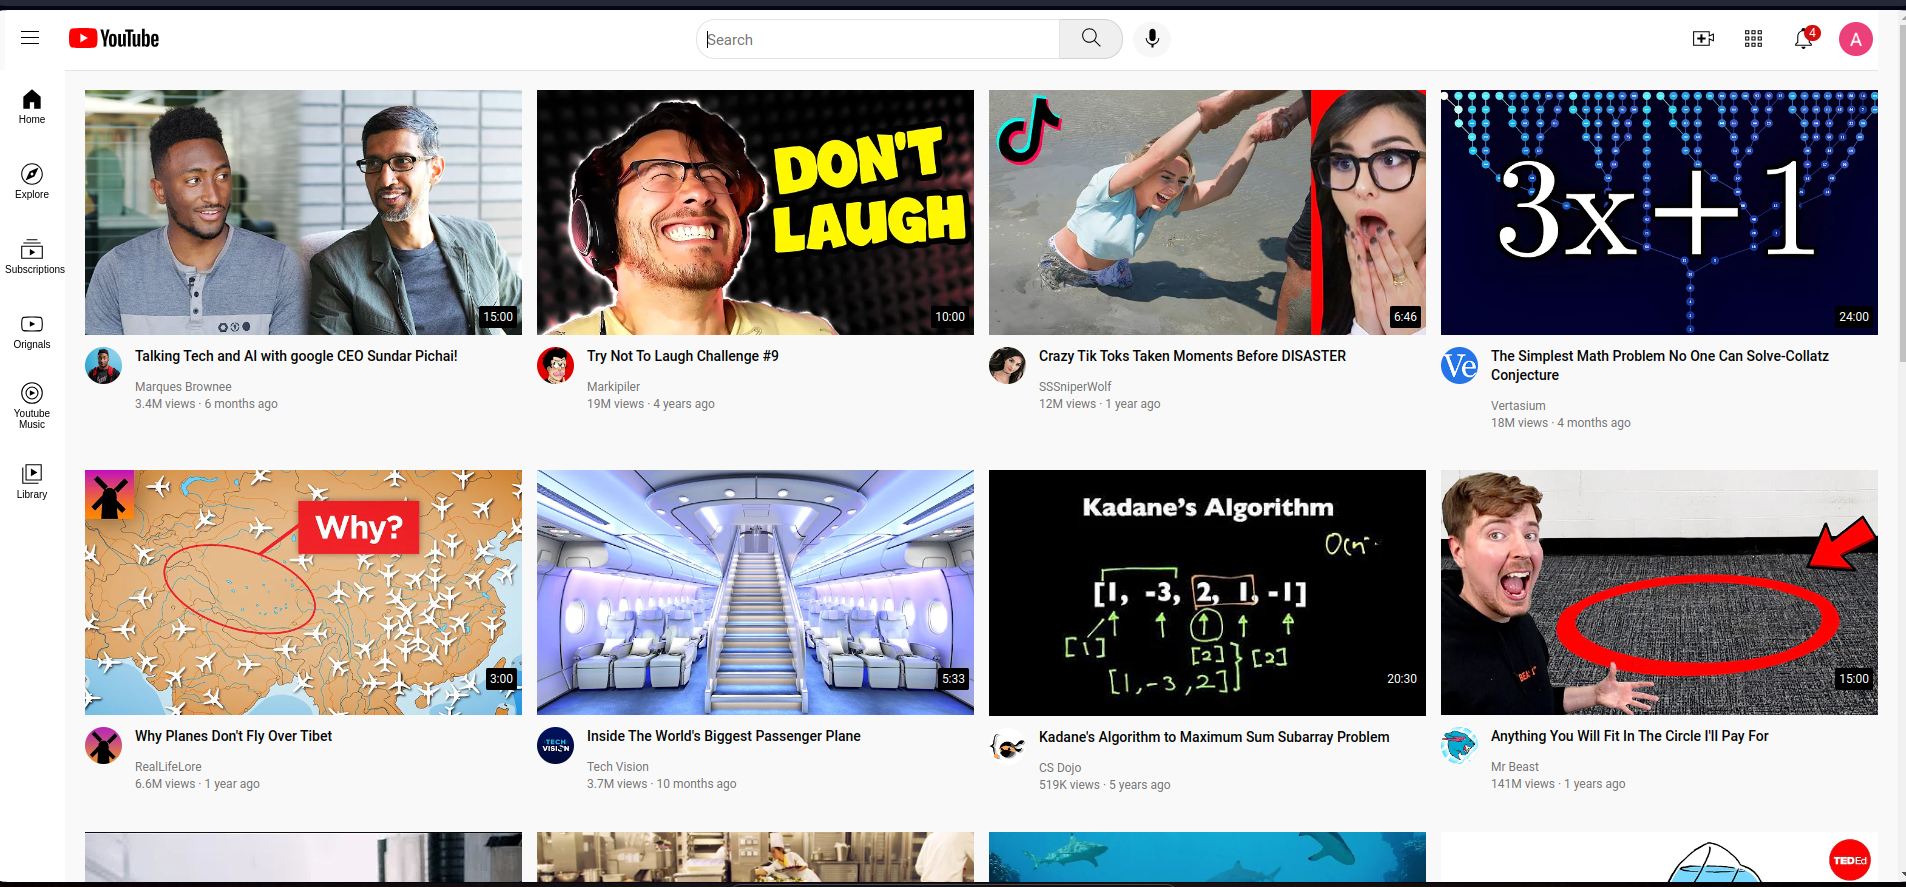 YouTube
Search
4
A
Home
Explore
Subscriptions
Orignals
Youtube
Music
Library
15:00
Talking Tech and AI with google CEO Sundar Pichai!
Marques Brownee
3.4M views · 6 months ago
DON'T
LAUGH
10:00
Try Not To Laugh Challenge #9
Markipiler
19M views · 4 years ago
6:46
Crazy Tik Toks Taken Moments Before DISASTER
SSSniperWolf
12M views · 1 year ago
3x+1
24:00
Ve
The Simplest Math Problem No One Can Solve-Collatz
Conjecture
Vertasium
18M views · 4 months ago
Why?
3:00
Why Planes Don't Fly Over Tibet
RealLifeLore
6.6M views · 1 year ago
5:33
TECH
VISION
Inside The World's Biggest Passenger Plane
Tech Vision
3.7M views · 10 months ago
Kadane's Algorithm
O(n
[1, -3, 2, 1, -1]
[1]
[2]
[2]
[1,-3,2]
20:30
Kadane's Algorithm to Maximum Sum Subarray Problem
CS Dojo
519K views · 5 years ago
15:00
Anything You Will Fit In The Circle I'll Pay For
Mr Beast
141M views · 1 years ago
TEDEd